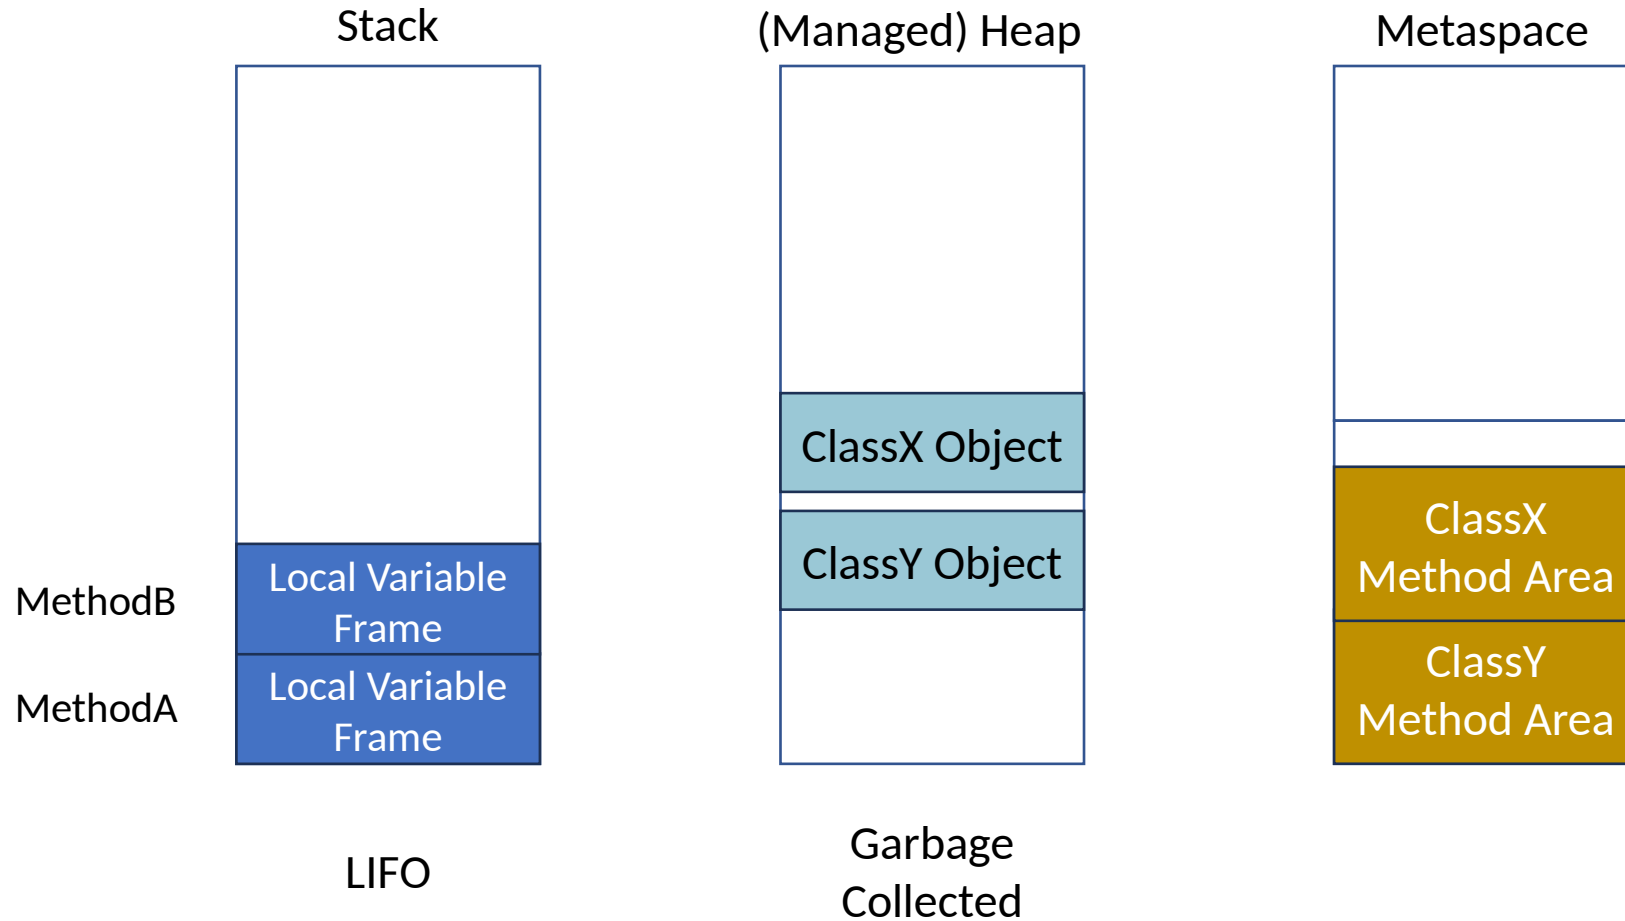 Stack
(Managed) Heap
Metaspace
MethodB
MethodA
Local Variable
Frame
Local Variable
Frame
LIFO
ClassX Object
ClassY Object
Garbage
Collected
ClassX
Method Area
ClassY
Method Area